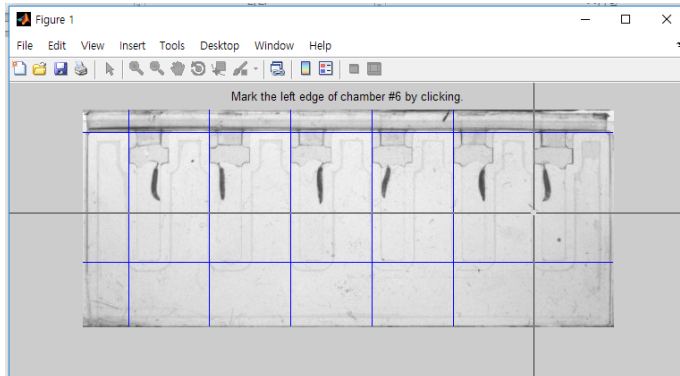 Figure 1
File Edit View Insert Tools Desktop Window Help
Mark the left edge of chamber #6 by clicking.